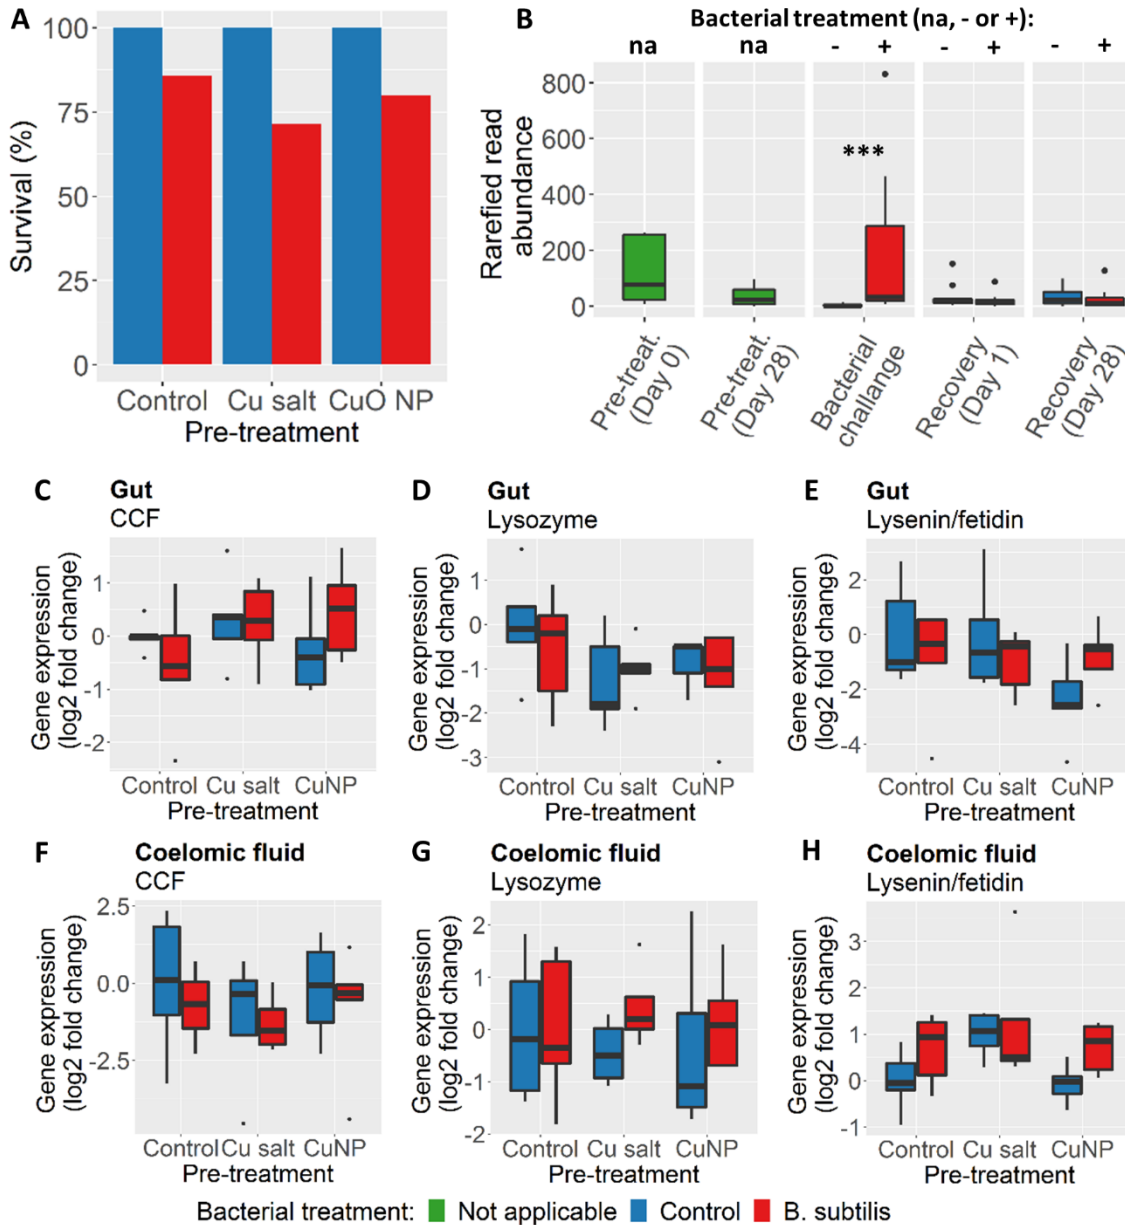 A
Survival (%)
100
75
50
25
0
Control Cu salt CuO NP
Pre-treatment
B
Bacterial treatment (na, - or +):
na na - + - + - +
Rarefied read
abundance
800
600
400
200
0
***
Pre-treat.
(Day 0)
Pre-treat.
(Day 28)
Bacterial
challange
Recovery
(Day 1)
Recovery
(Day 28)
C Gut
CCF
Gene expression
(log2 fold change)
1
0
-1
-2
Control Cu salt CuNP
Pre-treatment
D Gut
Lysozyme
Gene expression
(log2 fold change)
1
0
-1
-2
-3
Control Cu salt CuNP
Pre-treatment
E Gut
Lysenin/fetidin
Gene expression
(log2 fold change)
2
0
-2
-4
Control Cu salt CuNP
Pre-treatment
F Coelomic fluid
CCF
Gene expression
(log2 fold change)
2.5
0.0
-2.5
Control Cu salt CuNP
Pre-treatment
G Coelomic fluid
Lysozyme
Gene expression
(log2 fold change)
2
1
0
-1
-2
Control Cu salt CuNP
Pre-treatment
H Coelomic fluid
Lysenin/fetidin
Gene expression
(log2 fold change)
3
2
1
0
-1
Control Cu salt CuNP
Pre-treatment
Bacterial treatment: Not applicable Control B. subtilis